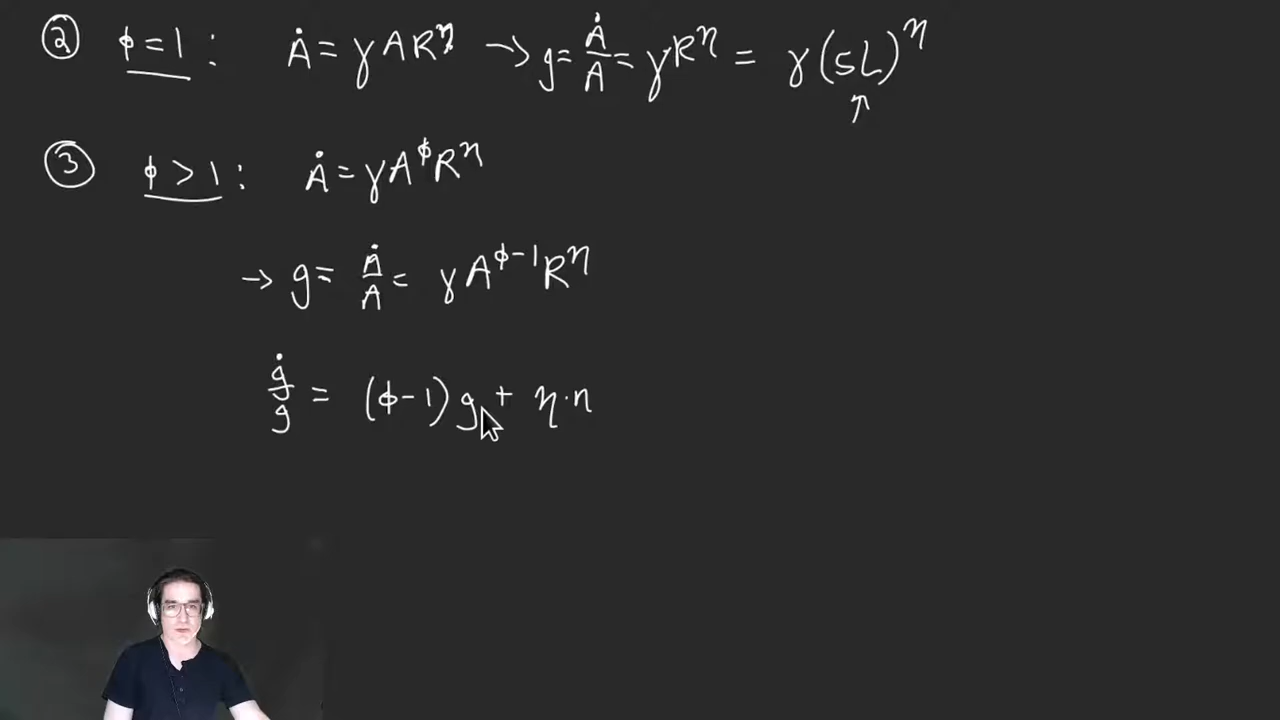 ② ϕ = 1 : Ȧ = γAR^η → g = Ȧ/A = γR^η = γ(sL)^η
↑
③ ϕ > 1 : Ȧ = γA^ϕR^η
→ g = Ȧ/A = γA^{ϕ-1}R^η
ġ/g = (ϕ-1)g + η·n